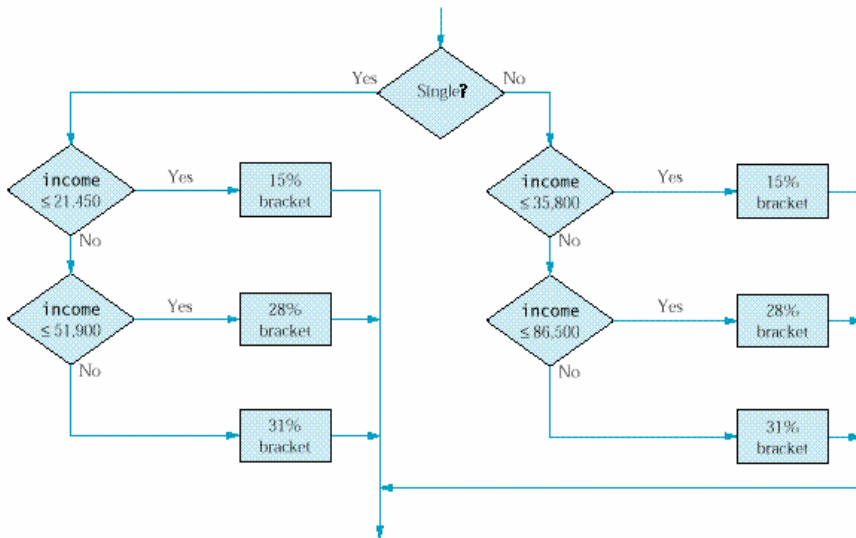 Single?
Yes
No
income
≤ 21.450
Yes
15%
bracket
No
income
≤ 51,900
Yes
28%
bracket
No
31%
bracket
income
≤ 35,800
Yes
15%
bracket
No
income
≤ 86,500
Yes
28%
bracket
No
31%
bracket